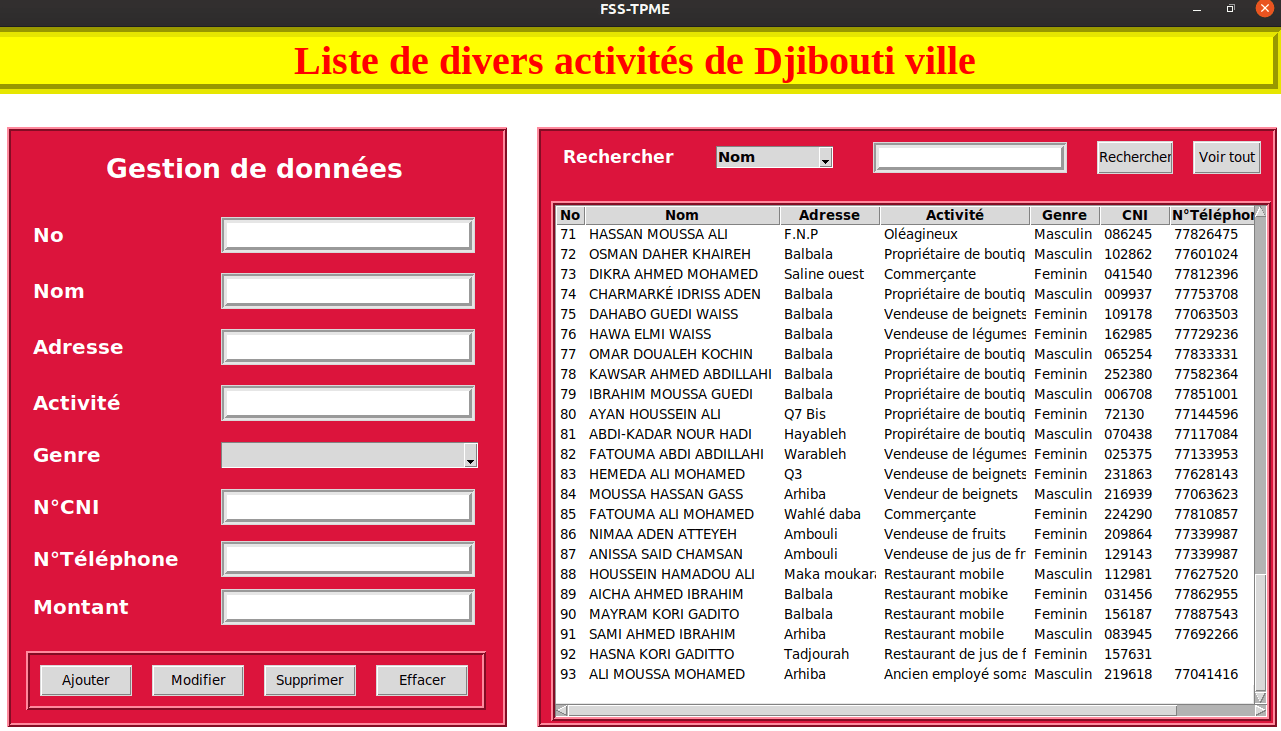 FSS-TPME
Liste de divers activités de Djibouti ville
Gestion de données
No
Nom
Adresse
Activité
Genre
N°CNI
N°Téléphone
Montant
Ajouter Modifier Supprimer Effacer
Rechercher Nom Rechercher Voir tout
No Nom Adresse Activité Genre CNI N°Téléphor
71 HASSAN MOUSSA ALI F.N.P Oléagineux Masculin 086245 77826475
72 OSMAN DAHER KHAIREH Balbala Propriétaire de boutiq Masculin 102862 77601024
73 DIKRA AHMED MOHAMED Saline ouest Commerçante Feminin 041540 77812396
74 CHARMARKÉ IDRISS ADEN Balbala Propriétaire de boutiq Masculin 009937 77753708
75 DAHABO GUEDI WAISS Balbala Vendeuse de beignets Feminin 109178 77063503
76 HAWA ELMI WAISS Balbala Vendeuse de légumes Feminin 162985 77729236
77 OMAR DOUALEH KOCHIN Balbala Propriétaire de boutiq Masculin 065254 77833331
78 KAWSAR AHMED ABDILLAHI Balbala Propriétaire de boutiq Feminin 252380 77582364
79 IBRAHIM MOUSSA GUEDI Balbala Propriétaire de boutiq Masculin 006708 77851001
80 AYAN HOUSSEIN ALI Q7 Bis Propriétaire de boutiq Feminin 72130 77144596
81 ABDI-KADAR NOUR HADI Hayableh Propirétaire de boutiq Masculin 070438 77117084
82 FATOUMA ABDI ABDILLAHI Warableh Vendeuse de légumes Feminin 025375 77133953
83 HEMEDA ALI MOHAMED Q3 Vendeuse de beignets Feminin 231863 77628143
84 MOUSSA HASSAN GASS Arhiba Vendeur de beignets Masculin 216939 77063623
85 FATOUMA ALI MOHAMED Wahlé daba Commerçante Feminin 224290 77810857
86 NIMAA ADEN ATTEYEH Ambouli Vendeuse de fruits Feminin 209864 77339987
87 ANISSA SAID CHAMSAN Ambouli Vendeuse de jus de fr Feminin 129143 77339987
88 HOUSSEIN HAMADOU ALI Maka moukara Restaurant mobile Masculin 112981 77627520
89 AICHA AHMED IBRAHIM Balbala Restaurant mobike Feminin 031456 77862955
90 MAYRAM KORI GADITO Balbala Restaurant mobile Feminin 156187 77887543
91 SAMI AHMED IBRAHIM Arhiba Restaurant mobile Masculin 083945 77692266
92 HASNA KORI GADITTO Tadjourah Restaurant de jus de f Feminin 157631
93 ALI MOUSSA MOHAMED Arhiba Ancien employé soma Masculin 219618 77041416